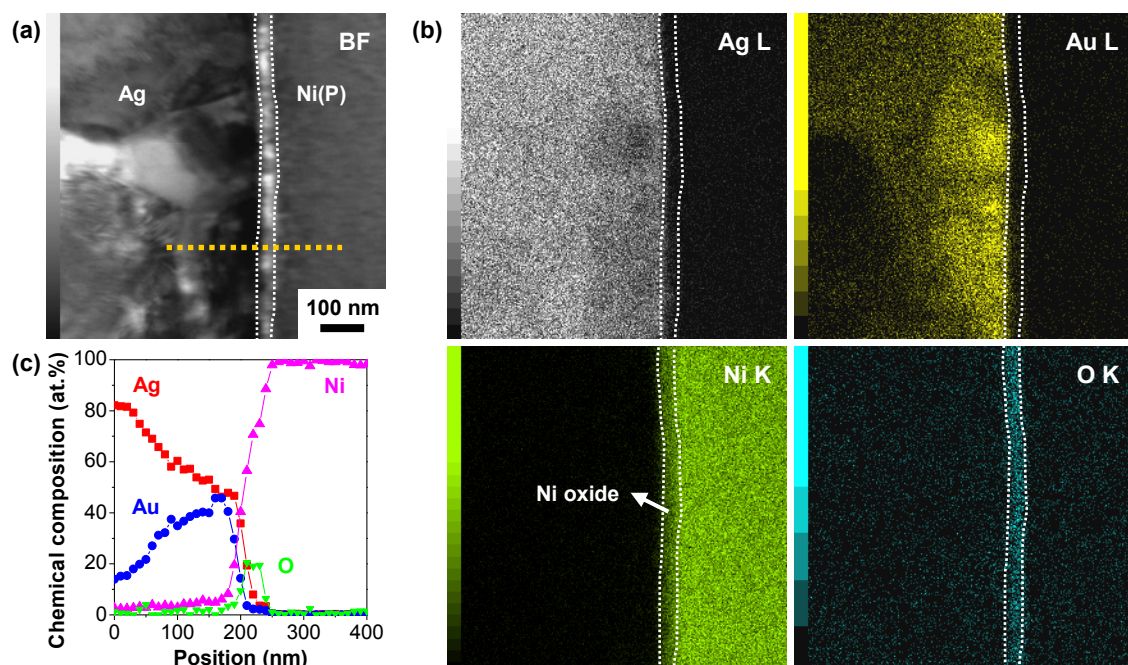 (a)
BF
Ag
Ni(P)
100 nm
(b)
Ag L
Au L
Ni K
Ni oxide
O K
(c)
Chemical composition (at.%)
100
80
60
40
20
0
Ag
Ni
Au
O
0
100
200
300
400
Position (nm)